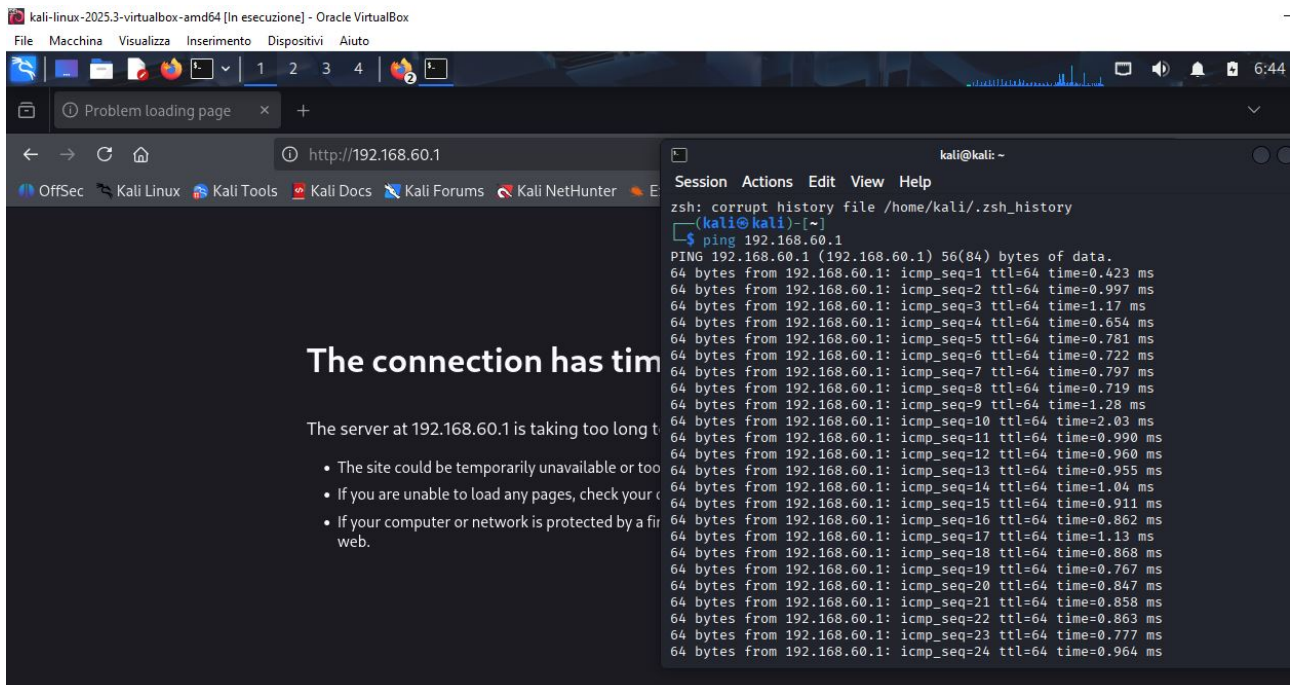 kali-linux-2025.3-virtualbox-amd64 [In esecuzione] - Oracle VirtualBox
File Macchina Visualizza Inserimento Dispositivi Aiuto
1 2 3 4 2 6:44
Problem loading page × +
http://192.168.60.1
OffSec Kali Linux Kali Tools Kali Docs Kali Forums Kali NetHunter
The connection has tim
The server at 192.168.60.1 is taking too long
The site could be temporarily unavailable or too
If you are unable to load any pages, check your
If your computer or network is protected by a
web.
kali@kali: ~
Session Actions Edit View Help
zsh: corrupt history file /home/kali/.zsh_history
(kali㉿kali)-[~]
$ ping 192.168.60.1
PING 192.168.60.1 (192.168.60.1) 56(84) bytes of data.
64 bytes from 192.168.60.1: icmp_seq=1 ttl=64 time=0.423 ms
64 bytes from 192.168.60.1: icmp_seq=2 ttl=64 time=0.997 ms
64 bytes from 192.168.60.1: icmp_seq=3 ttl=64 time=1.17 ms
64 bytes from 192.168.60.1: icmp_seq=4 ttl=64 time=0.654 ms
64 bytes from 192.168.60.1: icmp_seq=5 ttl=64 time=0.781 ms
64 bytes from 192.168.60.1: icmp_seq=6 ttl=64 time=0.722 ms
64 bytes from 192.168.60.1: icmp_seq=7 ttl=64 time=0.797 ms
64 bytes from 192.168.60.1: icmp_seq=8 ttl=64 time=0.719 ms
64 bytes from 192.168.60.1: icmp_seq=9 ttl=64 time=1.28 ms
64 bytes from 192.168.60.1: icmp_seq=10 ttl=64 time=2.03 ms
64 bytes from 192.168.60.1: icmp_seq=11 ttl=64 time=0.990 ms
64 bytes from 192.168.60.1: icmp_seq=12 ttl=64 time=0.960 ms
64 bytes from 192.168.60.1: icmp_seq=13 ttl=64 time=0.955 ms
64 bytes from 192.168.60.1: icmp_seq=14 ttl=64 time=1.04 ms
64 bytes from 192.168.60.1: icmp_seq=15 ttl=64 time=0.911 ms
64 bytes from 192.168.60.1: icmp_seq=16 ttl=64 time=0.862 ms
64 bytes from 192.168.60.1: icmp_seq=17 ttl=64 time=1.13 ms
64 bytes from 192.168.60.1: icmp_seq=18 ttl=64 time=0.868 ms
64 bytes from 192.168.60.1: icmp_seq=19 ttl=64 time=0.767 ms
64 bytes from 192.168.60.1: icmp_seq=20 ttl=64 time=0.847 ms
64 bytes from 192.168.60.1: icmp_seq=21 ttl=64 time=0.858 ms
64 bytes from 192.168.60.1: icmp_seq=22 ttl=64 time=0.863 ms
64 bytes from 192.168.60.1: icmp_seq=23 ttl=64 time=0.777 ms
64 bytes from 192.168.60.1: icmp_seq=24 ttl=64 time=0.964 ms